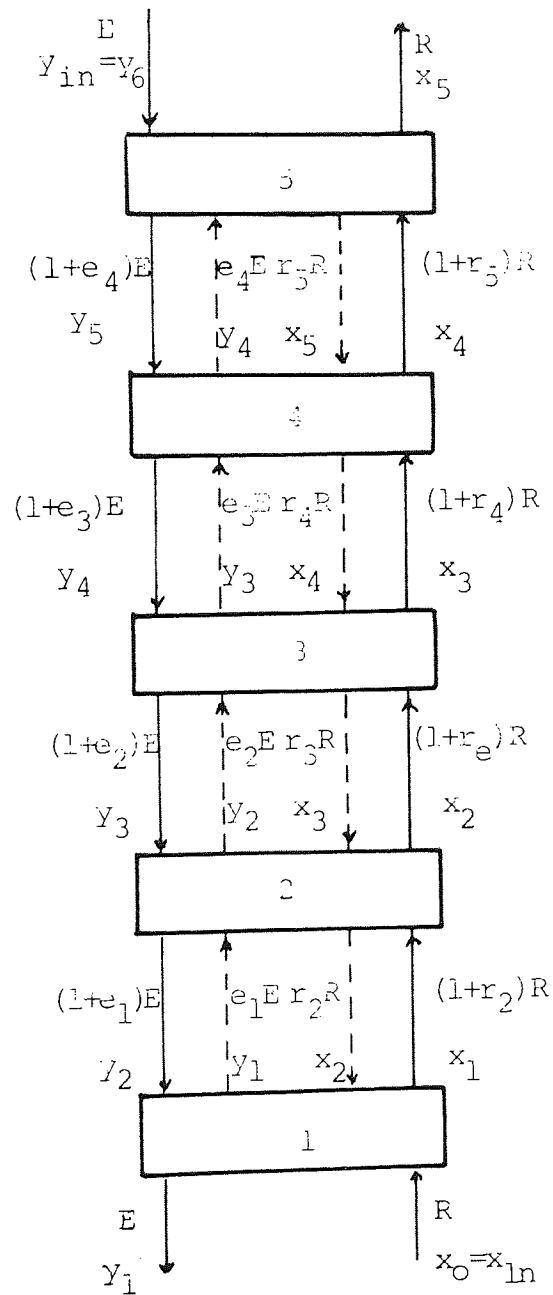 E R
y_in=y_6 x_5
5
(1+e_4)E e_4E r_5R (1+r_5)R
y_5 y_4 x_5 x_4
4
(1+e_3)E e_3E r_4R (1+r_4)R
y_4 y_3 x_4 x_3
3
(1+e_2)E e_2E r_3R (1+r_e)R
y_3 y_2 x_3 x_2
2
(1+e_1)E e_1E r_2R (1+r_2)R
y_2 y_1 x_2 x_1
1
E R
y_1 x_o=x_ln